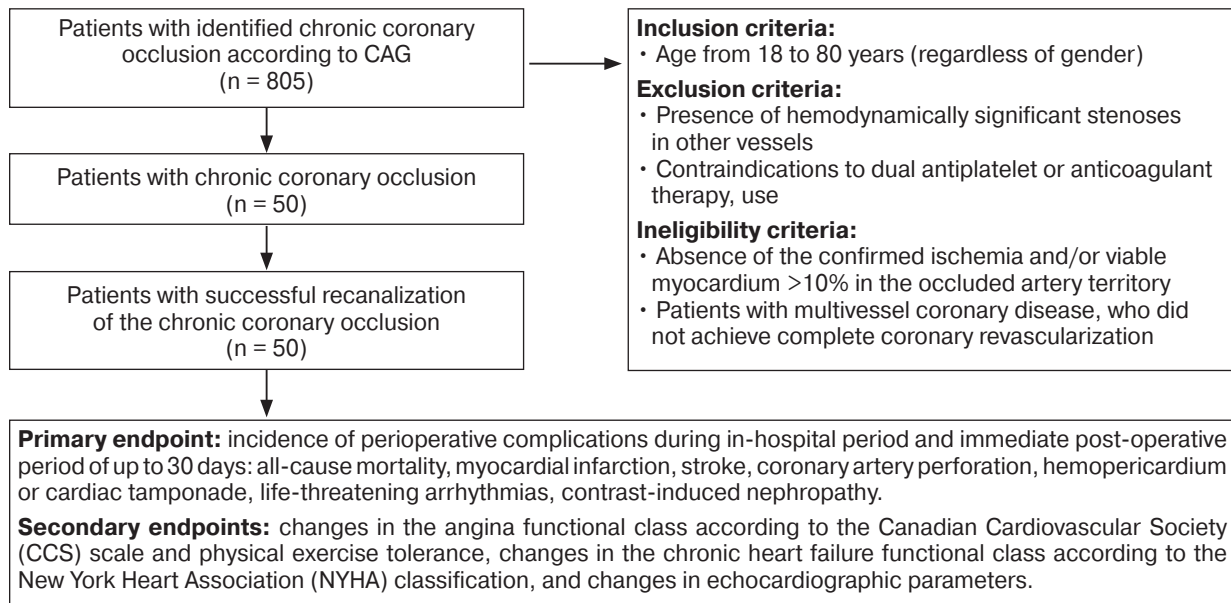 Patients with identified chronic coronary
occlusion according to CAG
(n = 805)
Patients with chronic coronary occlusion
(n = 50)
Patients with successful recanalization
of the chronic coronary occlusion
(n = 50)
Inclusion criteria:
• Age from 18 to 80 years (regardless of gender)
Exclusion criteria:
• Presence of hemodynamically significant stenoses
in other vessels
• Contraindications to dual antiplatelet or anticoagulant
therapy, use
Ineligibility criteria:
• Absence of the confirmed ischemia and/or viable
myocardium >10% in the occluded artery territory
• Patients with multivessel coronary disease, who did
not achieve complete coronary revascularization
Primary endpoint: incidence of perioperative complications during in-hospital period and immediate post-operative
period of up to 30 days: all-cause mortality, myocardial infarction, stroke, coronary artery perforation, hemopericardium
or cardiac tamponade, life-threatening arrhythmias, contrast-induced nephropathy.
Secondary endpoints: changes in the angina functional class according to the Canadian Cardiovascular Society
(CCS) scale and physical exercise tolerance, changes in the chronic heart failure functional class according to the
New York Heart Association (NYHA) classification, and changes in echocardiographic parameters.